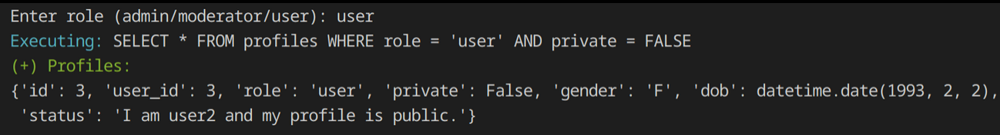 Enter role (admin/moderator/user): user
Executing: SELECT * FROM profiles WHERE role = 'user' AND private = FALSE
(+) Profiles:
{'id': 3, 'user_id': 3, 'role': 'user', 'private': False, 'gender': 'F', 'dob': datetime.date(1993, 2, 2),
'status': 'I am user2 and my profile is public.'}